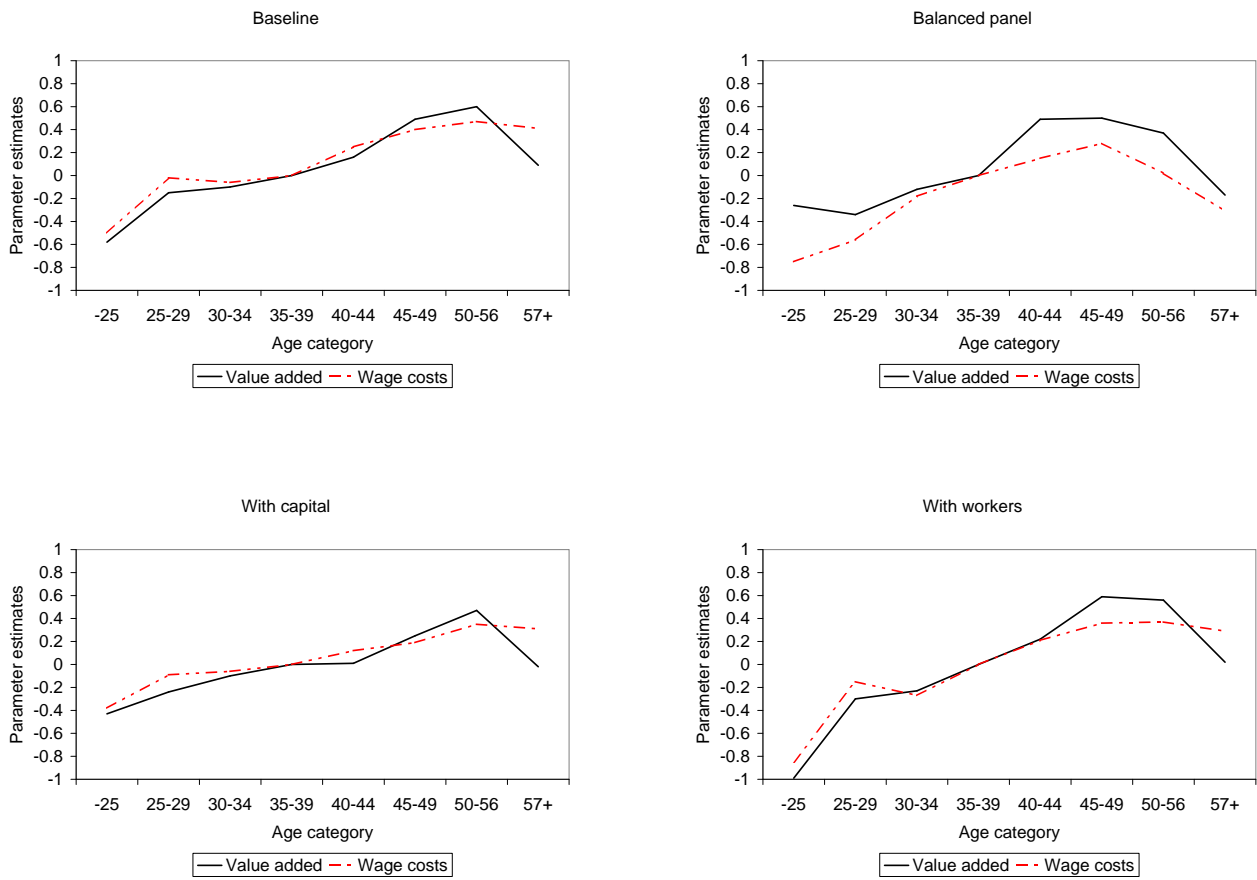 Baseline
1
0.8
0.6
0.4
0.2
0
-0.2
-0.4
-0.6
-0.8
-1
Parameter estimates
-25 25-29 30-34 35-39 40-44 45-49 50-56 57+
Age category
Value added Wage costs
Balanced panel
1
0.8
0.6
0.4
0.2
0
-0.2
-0.4
-0.6
-0.8
-1
Parameter estimates
-25 25-29 30-34 35-39 40-44 45-49 50-56 57+
Age category
Value added Wage costs
With capital
1
0.8
0.6
0.4
0.2
0
-0.2
-0.4
-0.6
-0.8
-1
Parameter estimates
-25 25-29 30-34 35-39 40-44 45-49 50-56 57+
Age category
Value added Wage costs
With workers
1
0.8
0.6
0.4
0.2
0
-0.2
-0.4
-0.6
-0.8
-1
Parameter estimates
-25 25-29 30-34 35-39 40-44 45-49 50-56 57+
Age category
Value added Wage costs